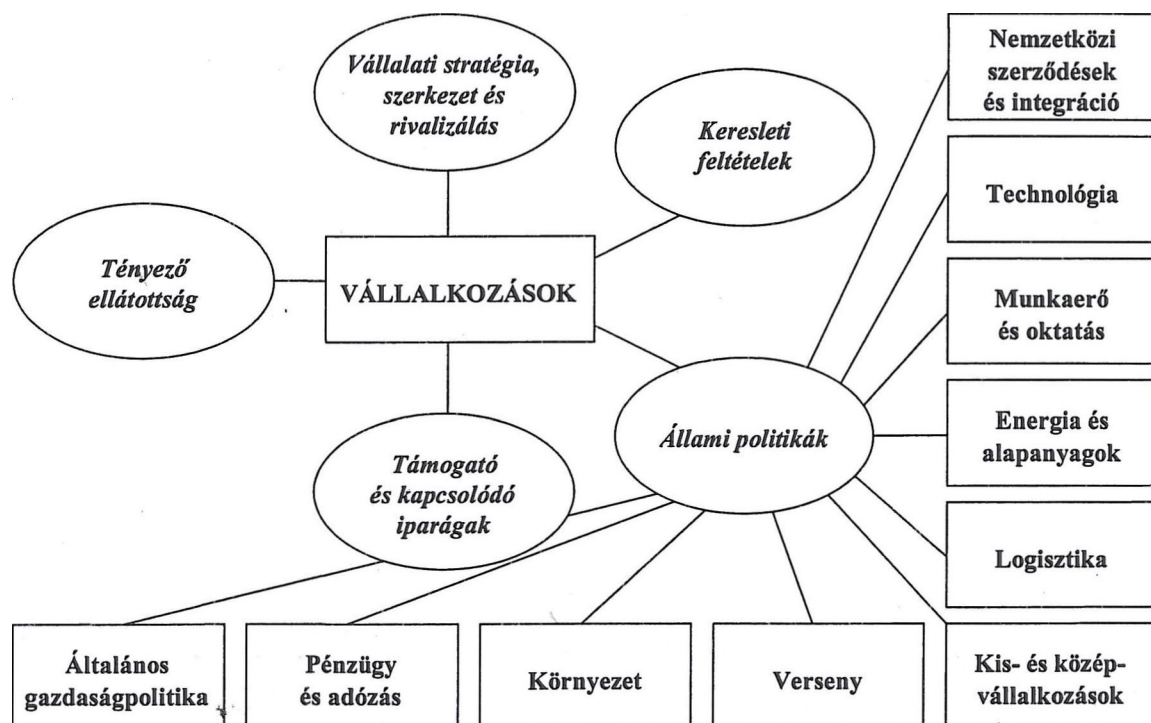 Vállalati stratégia,
szerkezet és
rivalizálás
Keresleti
feltételek
Nemzetközi
szerződések
és integráció
Technológia
Tényező
ellátottság
VÁLLALKOZÁSOK
Munkaerő
és oktatás
Állami politikák
Energia és
alapanyagok
Támogató
és kapcsolódó
iparágak
Logisztika
Általános
gazdaságpolitika
Pénzügy
és adózás
Környezet
Verseny
Kis- és közép-
vállalkozások